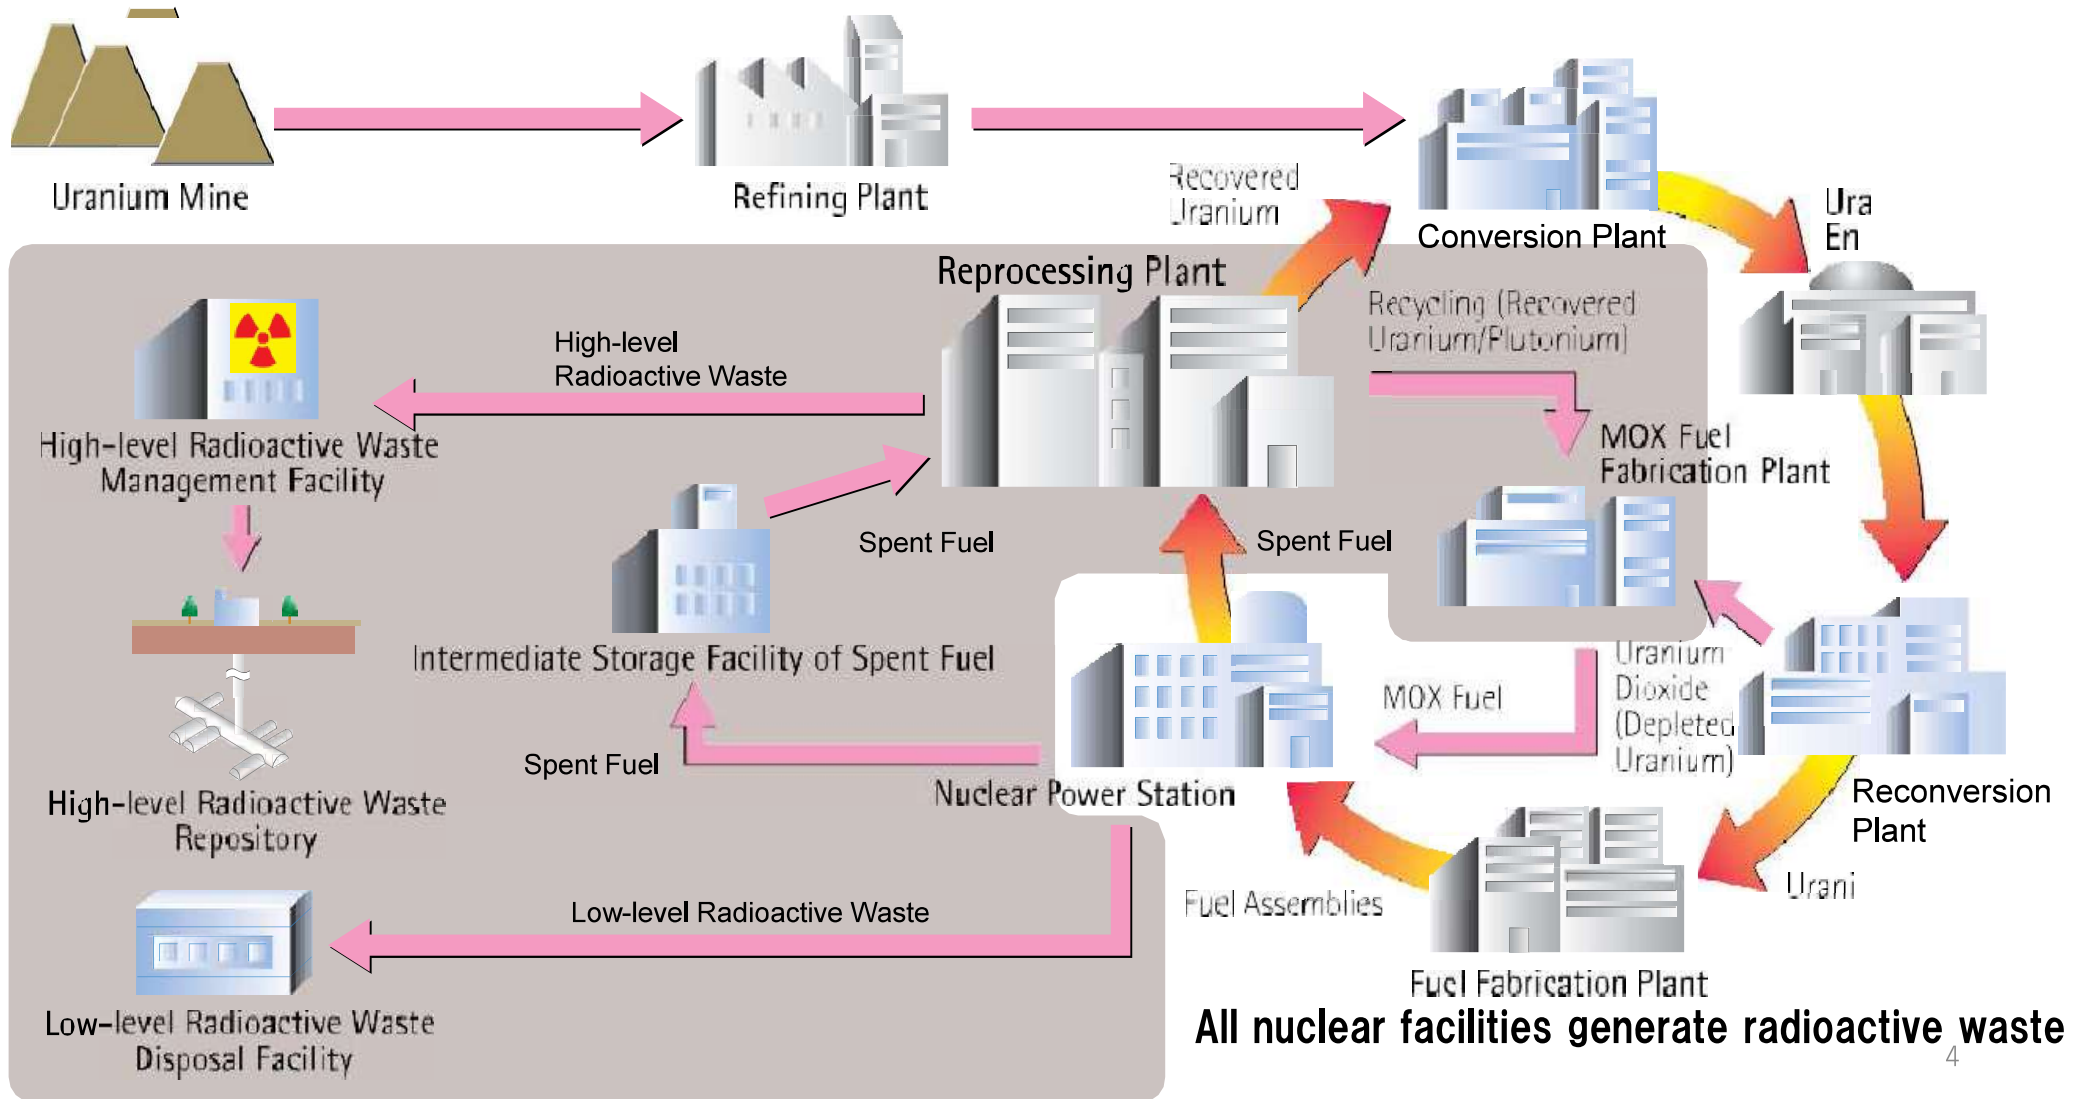 Uranium Mine
Refining Plant
Recovered
Uranium
Conversion Plant
Ura
En
Reprocessing Plant
Recycling (Recovered
Uranium/Plutonium)
High-level
Radioactive Waste
High-level Radioactive Waste
Management Facility
MOX Fuel
Fabrication Plant
Spent Fuel
Spent Fuel
Intermediate Storage Facility of Spent Fuel
Uranium
Dioxide
(Depleted
Uranium)
MOX Fuel
Spent Fuel
Nuclear Power Station
High-level Radioactive Waste
Repository
Reconversion
Plant
Urani
Fuel Assemblies
Low-level Radioactive Waste
Fuel Fabrication Plant
Low-level Radioactive Waste
Disposal Facility
All nuclear facilities generate radioactive waste
4